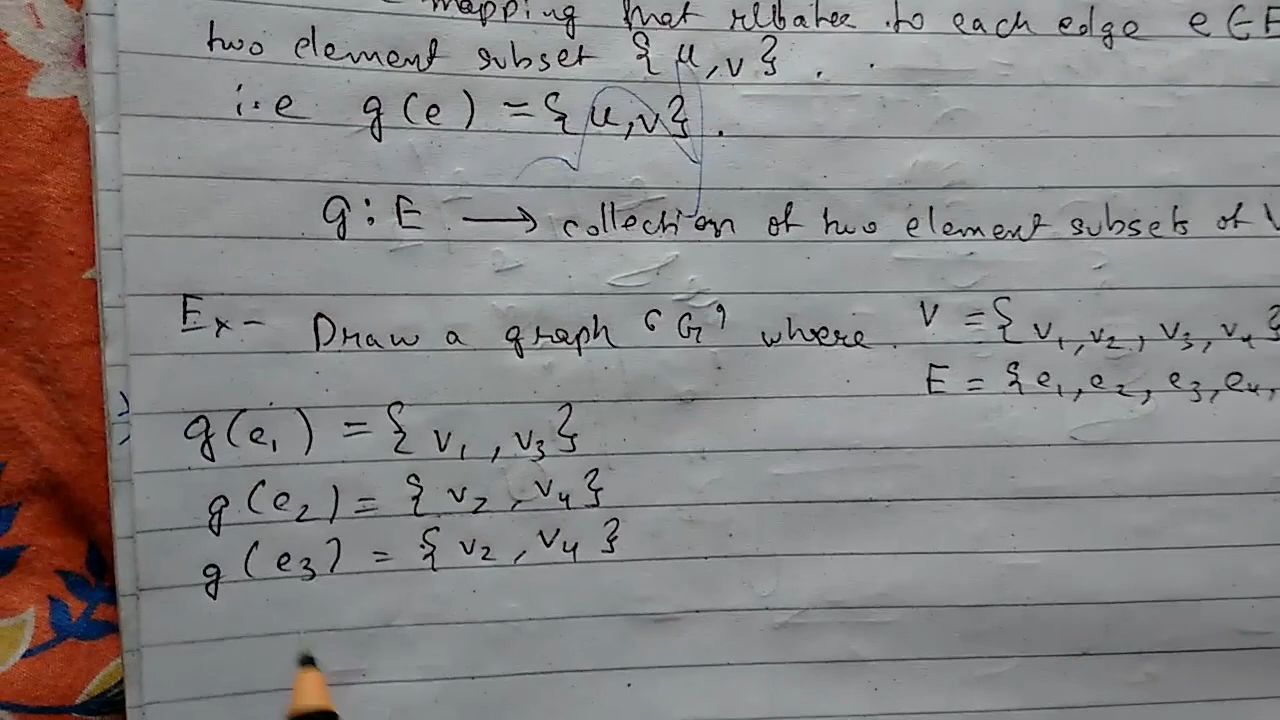 mapping that relates to each edge e ∈ E
two element subset {u, v}.
i.e g(e) = {u, v}.
g : E → collection of two element subsets of V
Ex- Draw a graph 'G' where V = {v₁, v₂, v₃, v₄}
E = {e₁, e₂, e₃, e₄,
g(e₁) = {v₁, v₃}
g(e₂) = {v₂, v₄}
g(e₃) = {v₂, v₄}